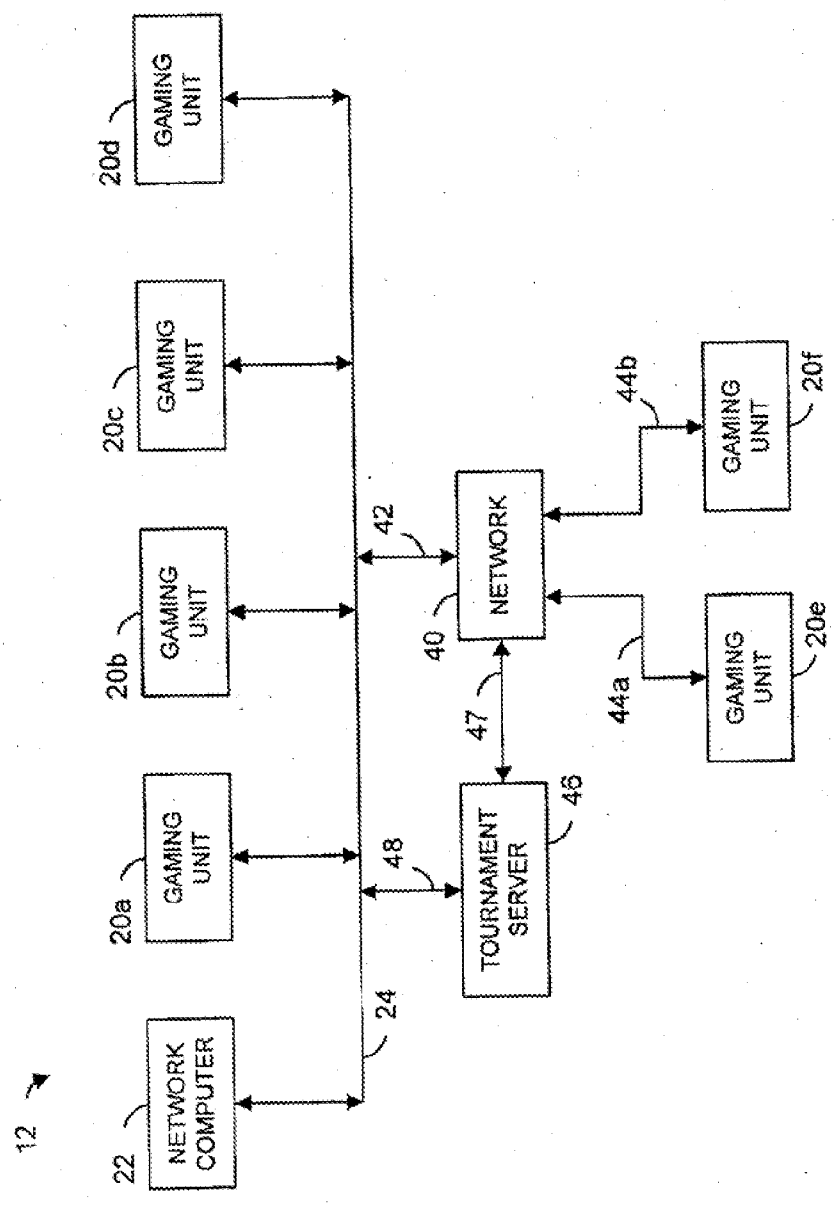 12
22
NETWORK
COMPUTER
20a
GAMING
UNIT
20b
GAMING
UNIT
20c
GAMING
UNIT
20d
GAMING
UNIT
24
48
42
TOURNAMENT
SERVER
46
47
40
NETWORK
44a
44b
GAMING
UNIT
20e
GAMING
UNIT
20f